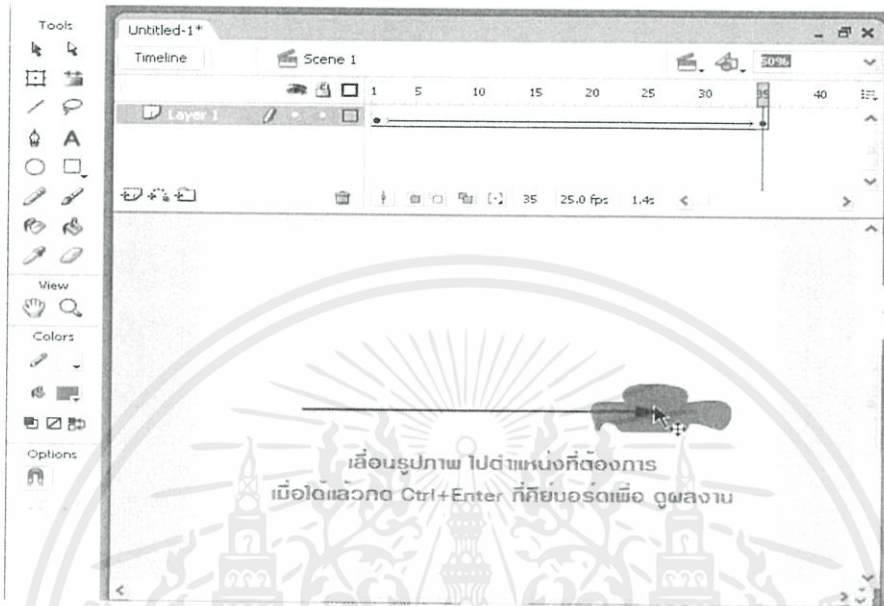 Tools
Untitled-1*
Timeline
Scene 1
50%
1 5 10 15 20 25 30 35 40
Layer 1
35 25.0 fps 1.4s
A
View
Colors
Options
เลื่อนรูปภาพ ไปตำแหน่งที่ต้องการ
เมื่อได้แล้วกด Ctrl+Enter ที่คีย์บอร์ดเพื่อ ดูผลงาน